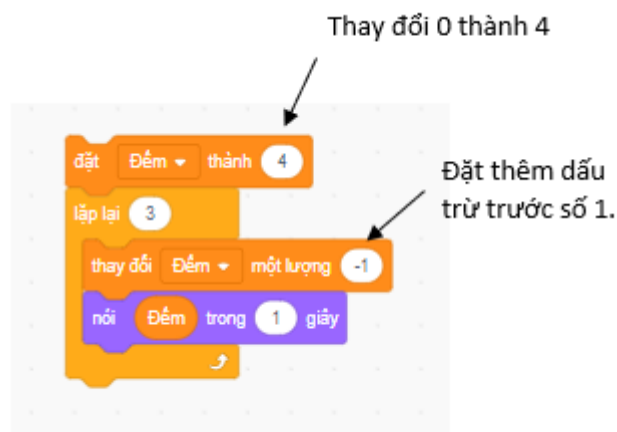 Thay đổi 0 thành 4
đặt Đếm thành 4
Đặt thêm dấu
trừ trước số 1.
lặp lại 3
thay đổi Đếm một lượng -1
nói Đếm trong 1 giây